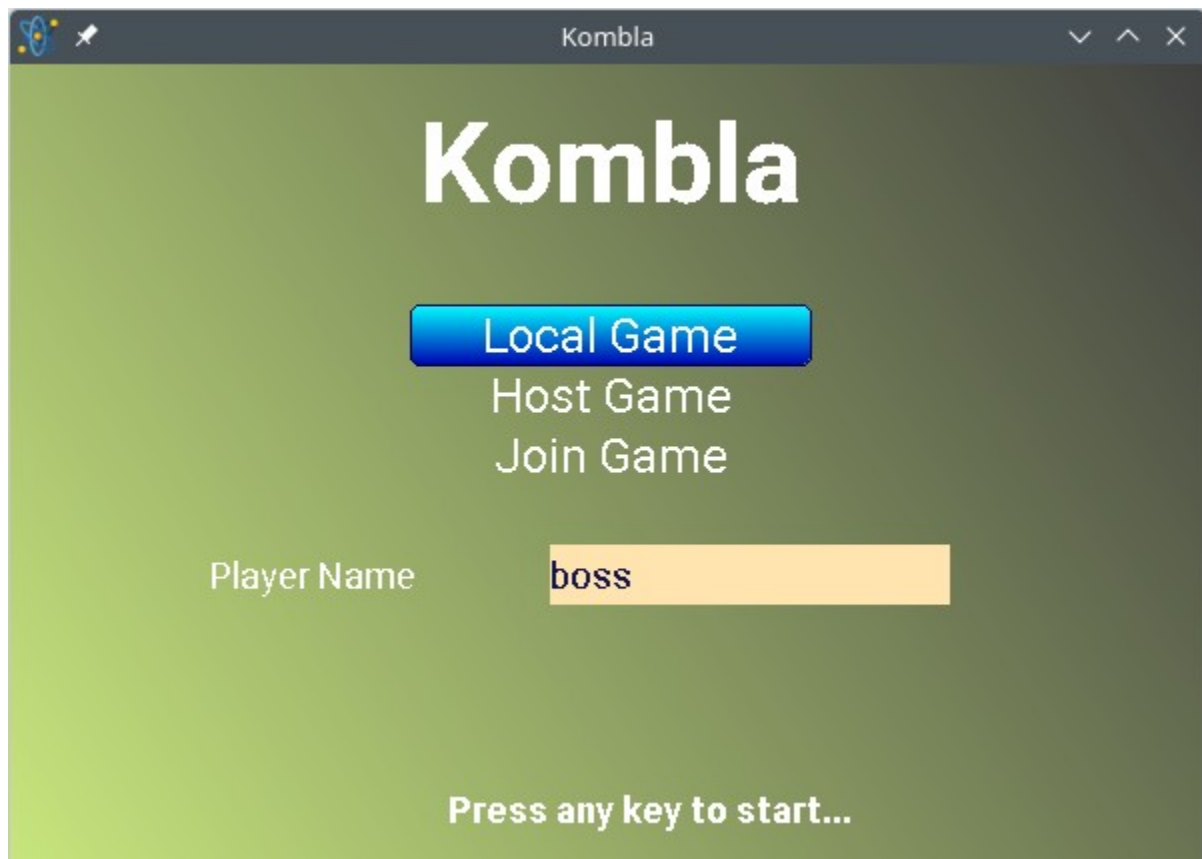 Kombla
Kombla
Local Game
Host Game
Join Game
Player Name boss
Press any key to start...